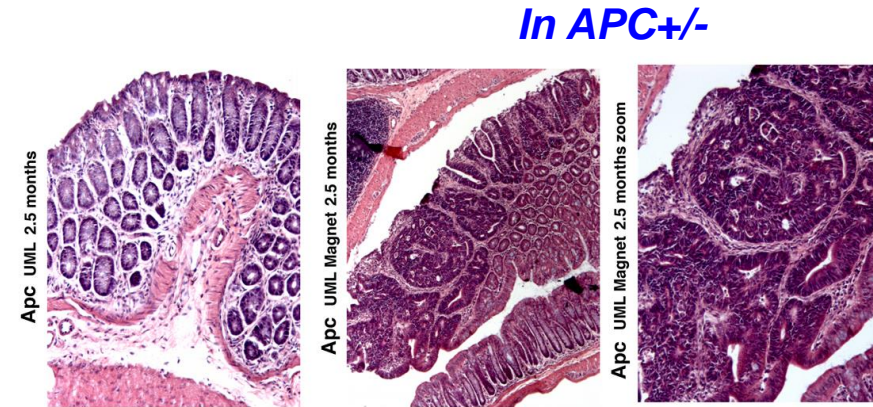 In APC+/-
Apc UML 2.5 months
Apc UML Magnet 2.5 months
Apc UML Magnet 2.5 months zoom